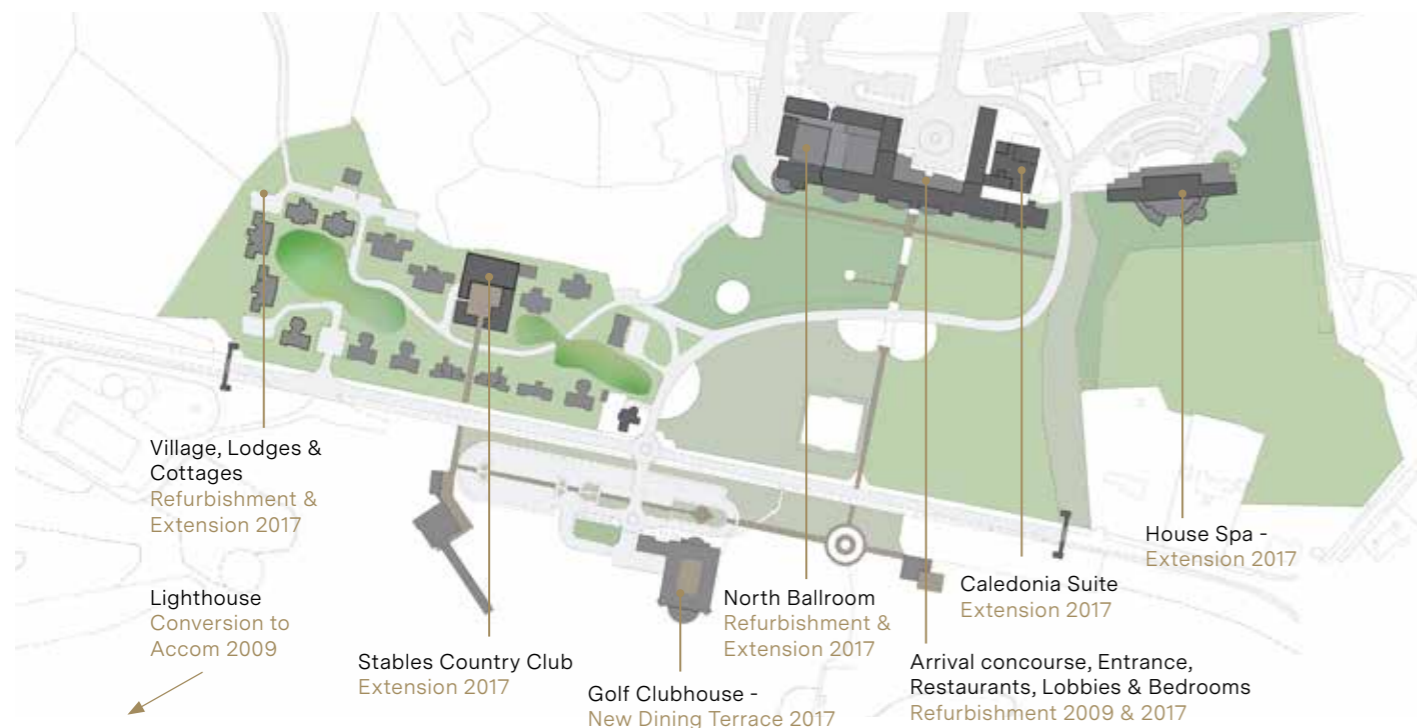 Village, Lodges &
Cottages
Refurbishment &
Extension 2017
Lighthouse
Conversion to
Accom 2009
Stables Country Club
Extension 2017
Golf Clubhouse -
New Dining Terrace 2017
North Ballroom
Refurbishment &
Extension 2017
Arrival concourse, Entrance,
Restaurants, Lobbies & Bedrooms
Refurbishment 2009 & 2017
Caledonia Suite
Extension 2017
House Spa -
Extension 2017